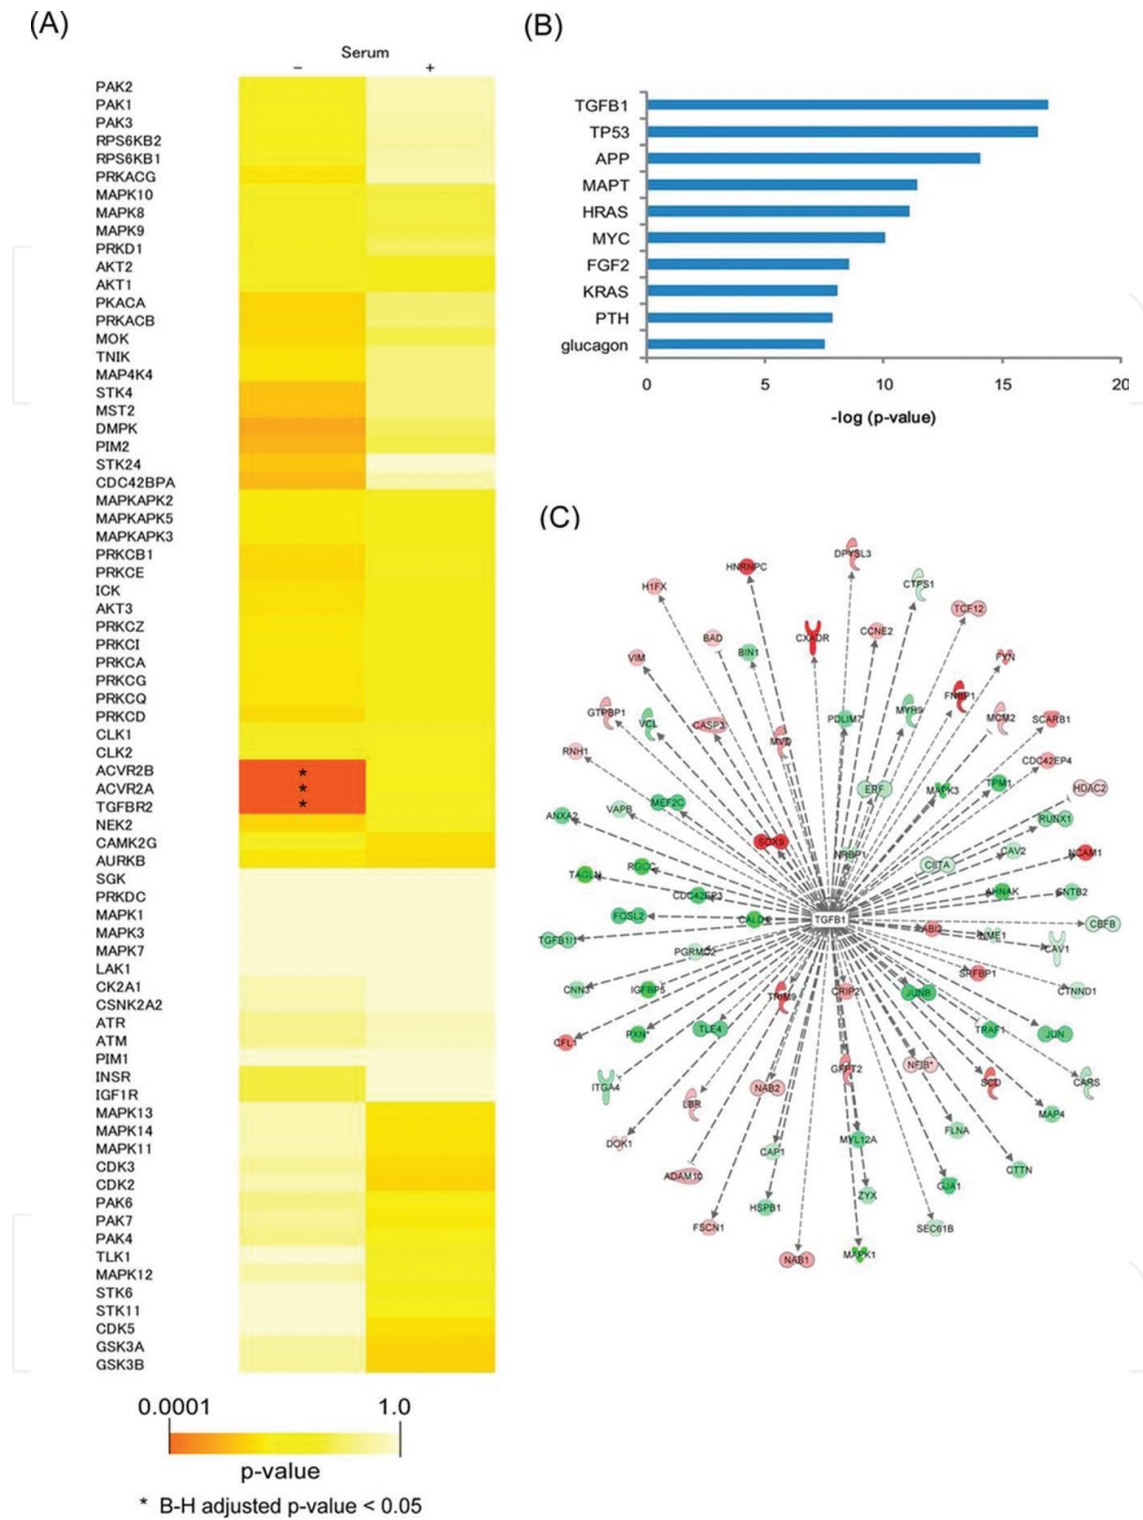 (A)
Serum
− +
PAK2
PAK1
PAK3
RPS6KB2
RPS6KB1
PRKACG
MAPK10
MAPK8
MAPK9
PRKD1
AKT2
AKT1
PKACA
PRKACB
MOK
TNIK
MAP4K4
STK4
MST2
DMPK
PIM2
STK24
CDC42BPA
MAPKAPK2
MAPKAPK5
MAPKAPK3
PRKCB1
PRKCE
ICK
AKT3
PRKCZ
PRKCI
PRKCA
PRKCG
PRKCQ
PRKCD
CLK1
CLK2
ACVR2B *
ACVR2A *
TGFBR2 *
NEK2
CAMK2G
AURKB
SGK
PRKDC
MAPK1
MAPK3
MAPK7
LAK1
CK2A1
CSNK2A2
ATR
ATM
PIM1
INSR
IGF1R
MAPK13
MAPK14
MAPK11
CDK3
CDK2
PAK6
PAK7
PAK4
TLK1
MAPK12
STK6
STK11
CDK5
GSK3A
GSK3B
0.0001 1.0
p-value
* B-H adjusted p-value < 0.05
(B)
TGFB1
TP53
APP
MAPT
HRAS
MYC
FGF2
KRAS
PTH
glucagon
0 5 10 15 20
-log (p-value)
(C)
DPYSL3
HNRNPC
CTPS1
H1FX
TCF12
CCNE2
BAD
CXADR
BIN1
VIM
FYN
FNBP1
GTPBP1
VCL
CASP3
PDLIM7
MYH9
MCM2
SCARB1
MVD
RNH1
CDC42EP4
ERF
MAPK3
TPM1
HDAC2
VAPB
MEF2C
ANXA2
RUNX1
SOX9
NRBP1
CAV2
NCAM1
CIITA
RGCC
TAGLN
CDC42EP3
AHNAK
SNTB2
FOSL2
CALD1
TGFB1
ABI2
NME1
CBFB
TGFB1I1
PGRMC2
CAV1
SRFBP1
CNN3
IGFBP5
TRIM9
CRIP2
JUNB
CTNND1
CFL1
PXN*
TLE4
TRAF1
JUN
ITGA4
NAB2
GFPT2
NFIB*
SCD
CARS
LBR
MAP4
DOK1
CAP1
MYL12A
FLNA
ADAM10
CTTN
HSPB1
ZYX
GJA1
FSCN1
SEC61B
NAB1
MAPK1